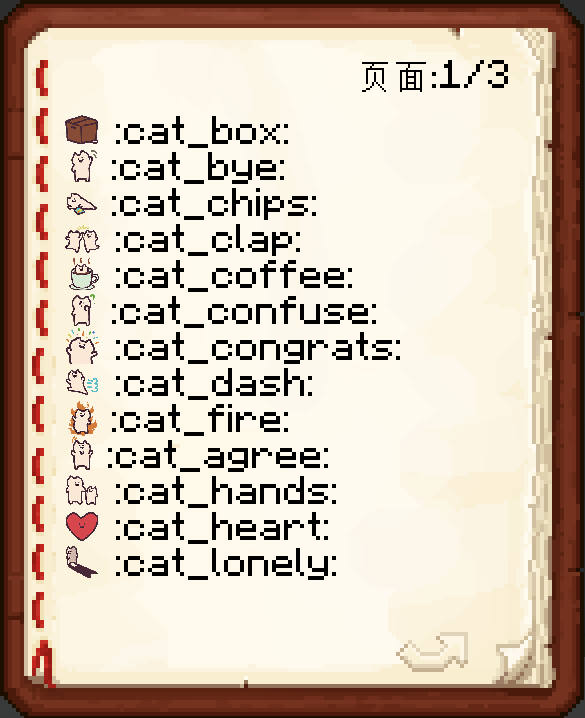 页面:1/3
:cat_box:
:cat_bye:
:cat_chips:
:cat_clap:
:cat_coffee:
:cat_confuse:
:cat_congrats:
:cat_dash:
:cat_fire:
:cat_agree:
:cat_hands:
:cat_heart:
:cat_lonely: